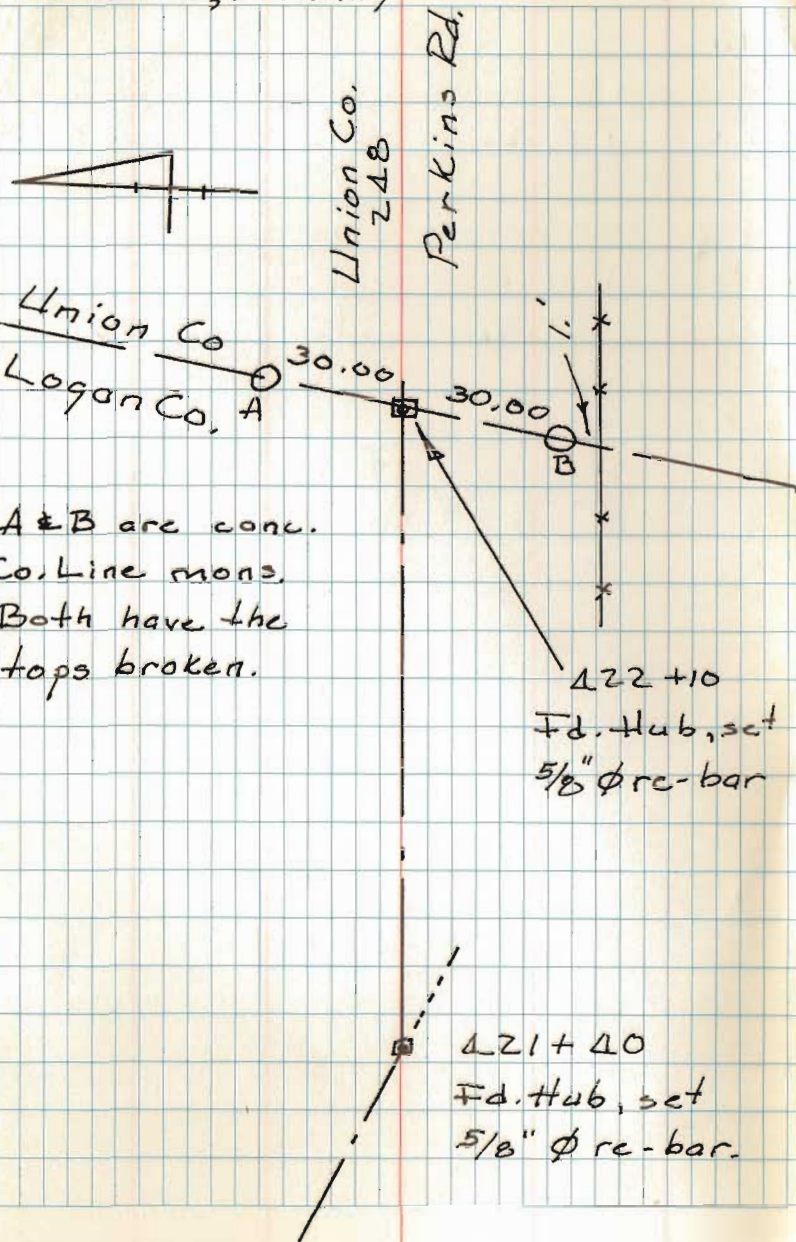 Union Co.
248
Perkins Rd.
Union Co
Logan Co.
A
30.00
30.00
B
1.'
A & B are conc.
Co. Line mons.
Both have the
tops broken.
422 +10
Fd. Hub, set
5/8" Ø re-bar
421 + 40
Fd. Hub, set
5/8" Ø re-bar.